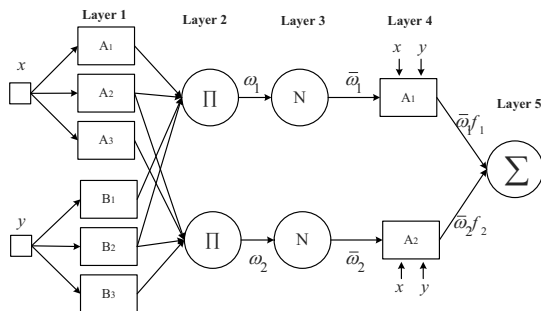 Layer 1
Layer 2
Layer 3
Layer 4
Layer 5
x
A1
A2
A3
y
B1
B2
B3
∏
∏
ω1
ω2
N
N
ω̄1
ω̄2
x y
A1
A2
x y
ω̄1f1
ω̄2f2
∑